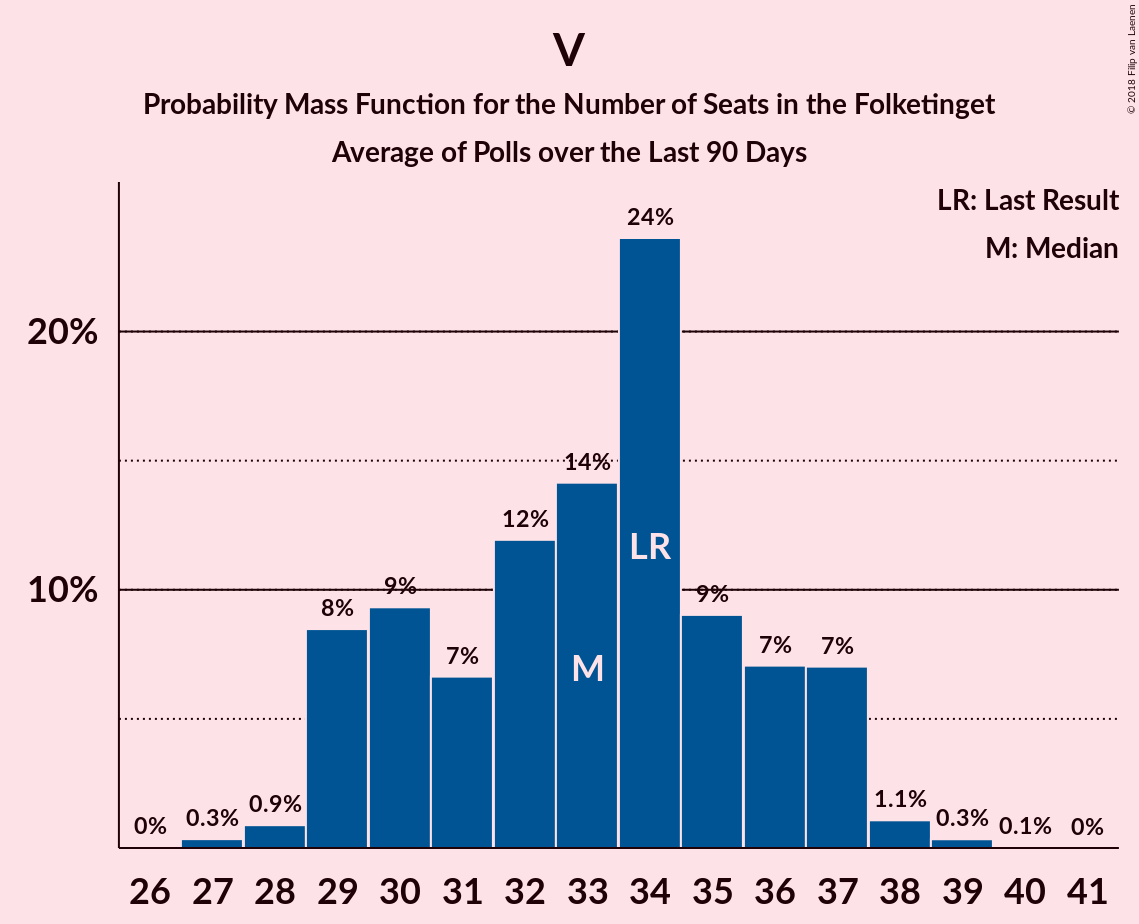 V
Probability Mass Function for the Number of Seats in the Folketinget
Average of Polls over the Last 90 Days
© 2018 Filip van Laenen
LR: Last Result
M: Median
24%
20%
14%
12%
LR
10%
9%
9%
8%
7%
7%
7%
M
1.1%
0.9%
0.3%
0.3%
0%
0.1%
0%
26 27 28 29 30 31 32 33 34 35 36 37 38 39 40 41